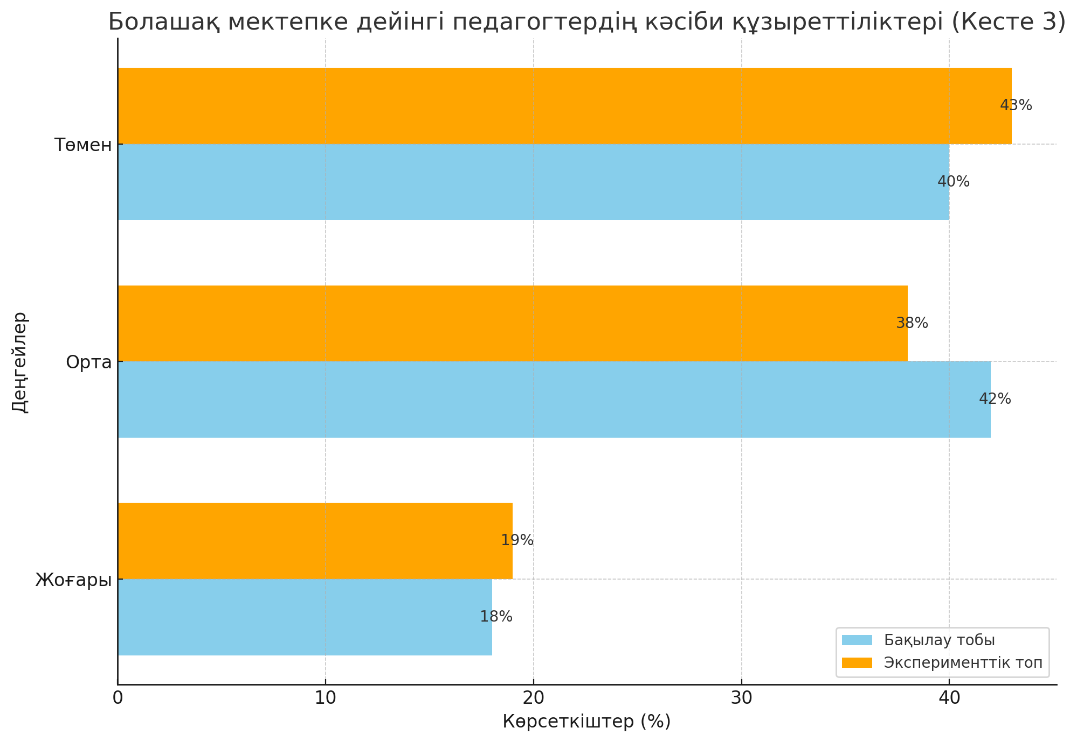 Болашақ мектепке дейінгі педагогтердің кәсіби құзыреттіліктері (Кесте 3)
43%
Төмен
40%
38%
Орта
42%
Деңгейлер
19%
Жоғары
18%
Бақылау тобы
Эксперименттік топ
0 10 20 30 40
Көрсеткіштер (%)